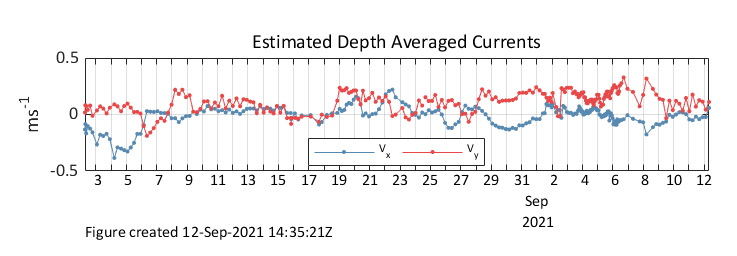 Estimated Depth Averaged Currents
0.5
0
-0.5
ms⁻¹
Vₓ Vᵧ
3 5 7 9 11 13 15 17 19 21 23 25 27 29 31 2 4 6 8 10 12
Sep
2021
Figure created 12-Sep-2021 14:35:21Z